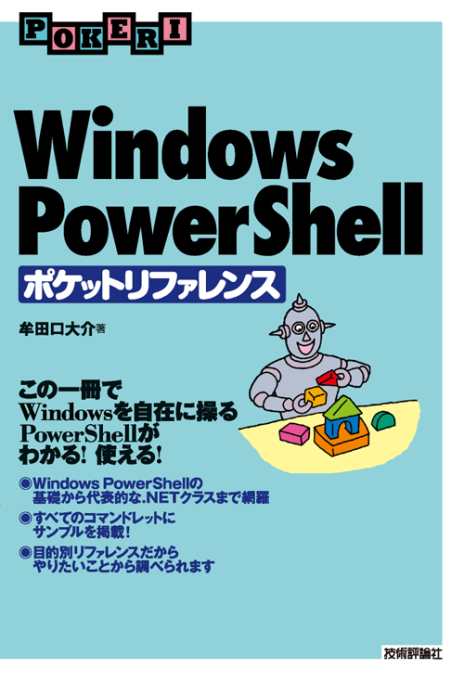 POKERI
Windows
PowerShell
ポケットリファレンス
牟田口大介著
この一冊で
Windowsを自在に操る
PowerShellが
わかる! 使える!
◉Windows PowerShellの
基礎から代表的な.NETクラスまで網羅
◉すべてのコマンドレットに
サンプルを掲載!
◉目的別リファレンスだから
やりたいことから調べられます
技術評論社